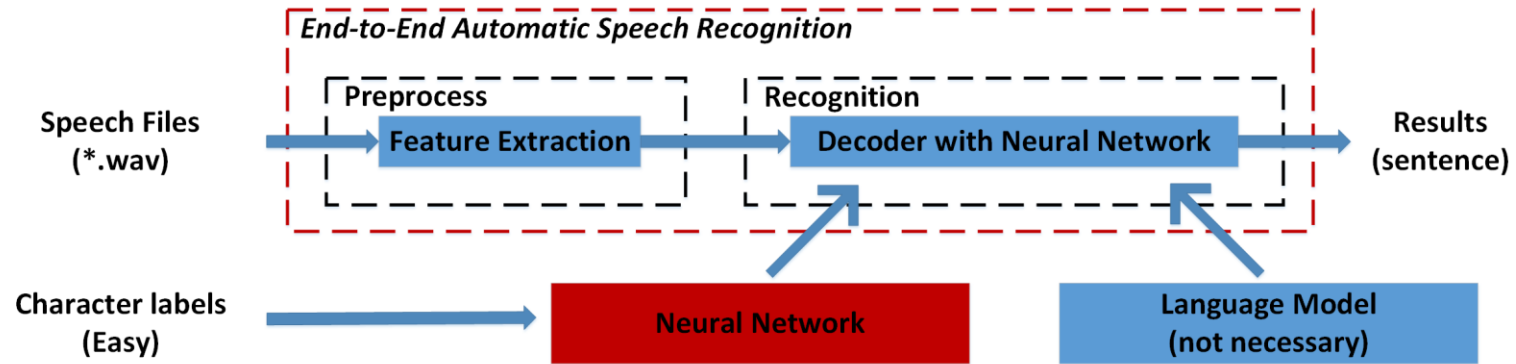 End-to-End Automatic Speech Recognition
Preprocess
Recognition
Speech Files
(*.wav)
Feature Extraction
Decoder with Neural Network
Results
(sentence)
Character labels
(Easy)
Neural Network
Language Model
(not necessary)